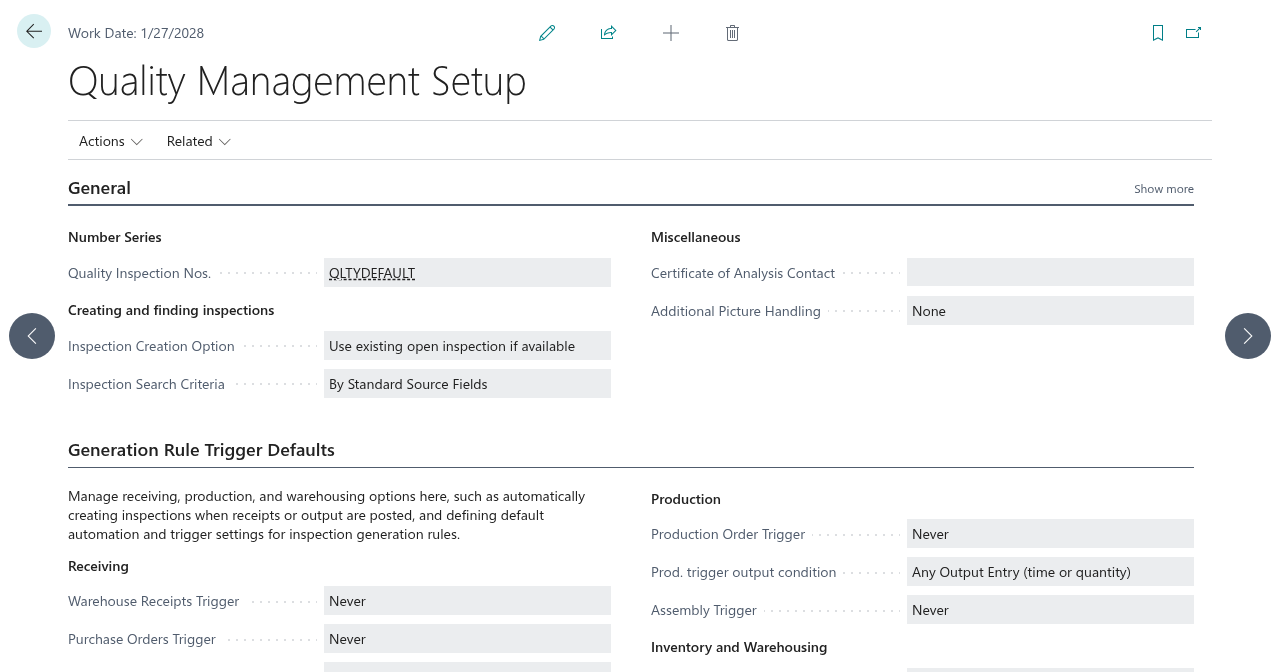 Work Date: 1/27/2028
Quality Management Setup
Actions
Related
General
Show more
Number Series
Quality Inspection Nos.
QLTYDEFAULT
Creating and finding inspections
Inspection Creation Option
Use existing open inspection if available
Inspection Search Criteria
By Standard Source Fields
Miscellaneous
Certificate of Analysis Contact
Additional Picture Handling
None
Generation Rule Trigger Defaults
Manage receiving, production, and warehousing options here, such as automatically
creating inspections when receipts or output are posted, and defining default
automation and trigger settings for inspection generation rules.
Receiving
Warehouse Receipts Trigger
Never
Purchase Orders Trigger
Never
Production
Production Order Trigger
Never
Prod. trigger output condition
Any Output Entry (time or quantity)
Assembly Trigger
Never
Inventory and Warehousing